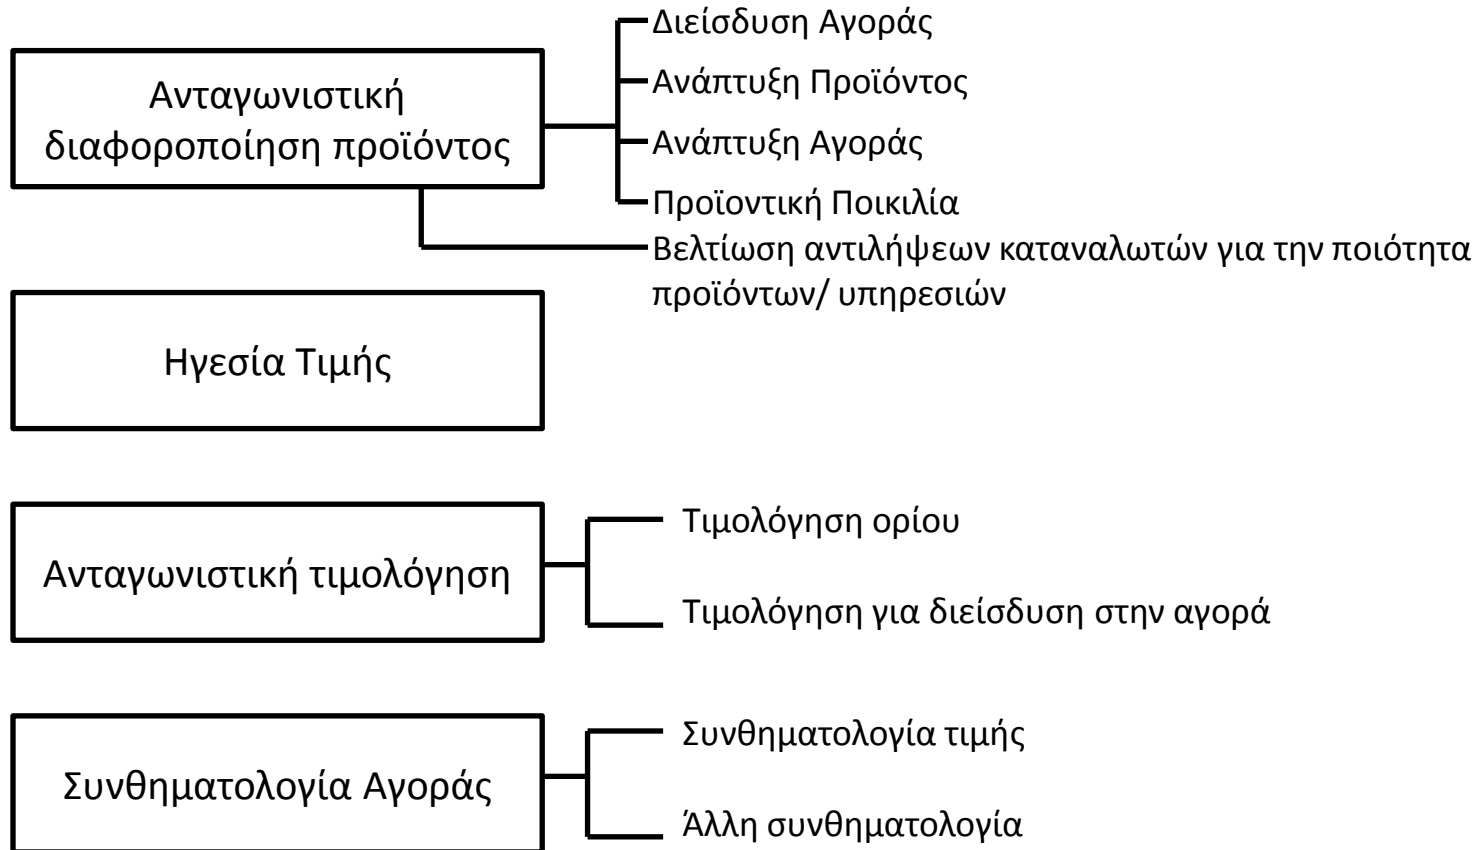 Ανταγωνιστική
διαφοροποίηση προϊόντος
Διείσδυση Αγοράς
Ανάπτυξη Προϊόντος
Ανάπτυξη Αγοράς
Προϊοντική Ποικιλία
Βελτίωση αντιλήψεων καταναλωτών για την ποιότητα
προϊόντων/ υπηρεσιών
Ηγεσία Τιμής
Ανταγωνιστική τιμολόγηση
Τιμολόγηση ορίου
Τιμολόγηση για διείσδυση στην αγορά
Συνθηματολογία Αγοράς
Συνθηματολογία τιμής
Άλλη συνθηματολογία